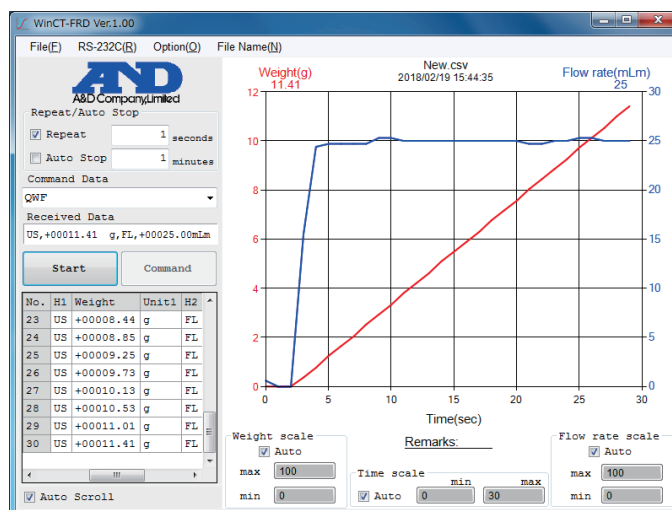 WinCT-FRD Ver.1.00
File(F) RS-232C(R) Option(O) File Name(N)
AND
A&D Company,Limited
Repeat/Auto Stop
Repeat 1 seconds
Auto Stop 1 minutes
Command Data
QWF
Received Data
US,+00011.41 g,FL,+00025.00mLm
Start Command
No. H1 Weight Unit1 H2
23 US +00008.44 g FL
24 US +00008.85 g FL
25 US +00009.25 g FL
26 US +00009.73 g FL
27 US +00010.13 g FL
28 US +00010.53 g FL
29 US +00011.01 g FL
30 US +00011.41 g FL
Auto Scroll
New.csv
2018/02/19 15:44:35
Weight(g)
11.41
Flow rate(mLm)
25
12
10
8
6
4
2
0
30
25
20
15
10
5
0
0 5 10 15 20 25 30
Time(sec)
Weight scale
Auto
max 100
min 0
Remarks:
Time scale
min max
Auto 0 30
Flow rate scale
Auto
max 100
min 0